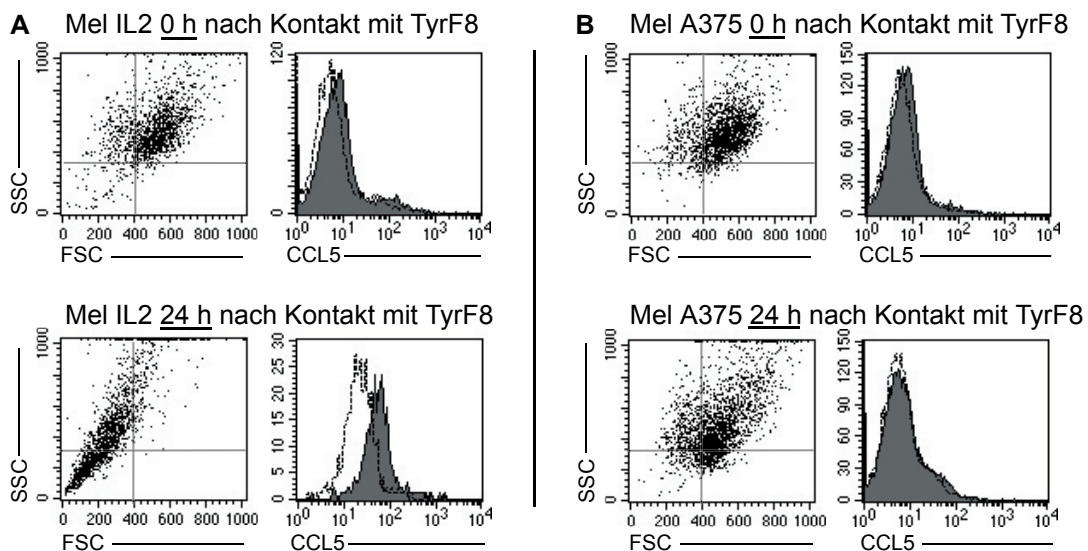 A Mel IL2 0 h nach Kontakt mit TyrF8
1000
SSC
0
0 200 400 600 800 1000
FSC
120
0
10^0 10^1 10^2 10^3 10^4
CCL5
Mel IL2 24 h nach Kontakt mit TyrF8
1000
SSC
0
0 200 400 600 800 1000
FSC
30
25
20
15
10
5
0
10^0 10^1 10^2 10^3 10^4
CCL5
B Mel A375 0 h nach Kontakt mit TyrF8
1000
SSC
0
0 200 400 600 800 1000
FSC
150
120
90
60
30
0
10^0 10^1 10^2 10^3 10^4
CCL5
Mel A375 24 h nach Kontakt mit TyrF8
1000
SSC
0
0 200 400 600 800 1000
FSC
150
120
90
60
30
0
10^0 10^1 10^2 10^3 10^4
CCL5